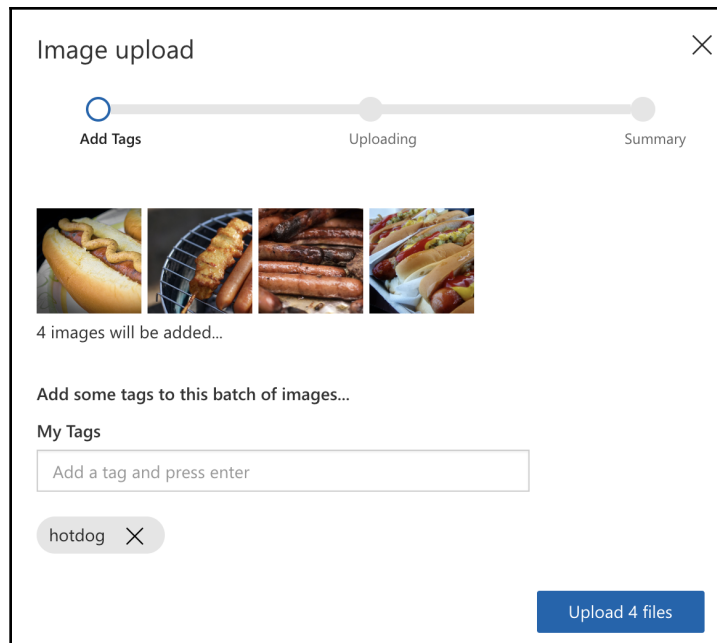 Image upload
Add Tags Uploading Summary
4 images will be added...
Add some tags to this batch of images...
My Tags
Add a tag and press enter
hotdog
Upload 4 files